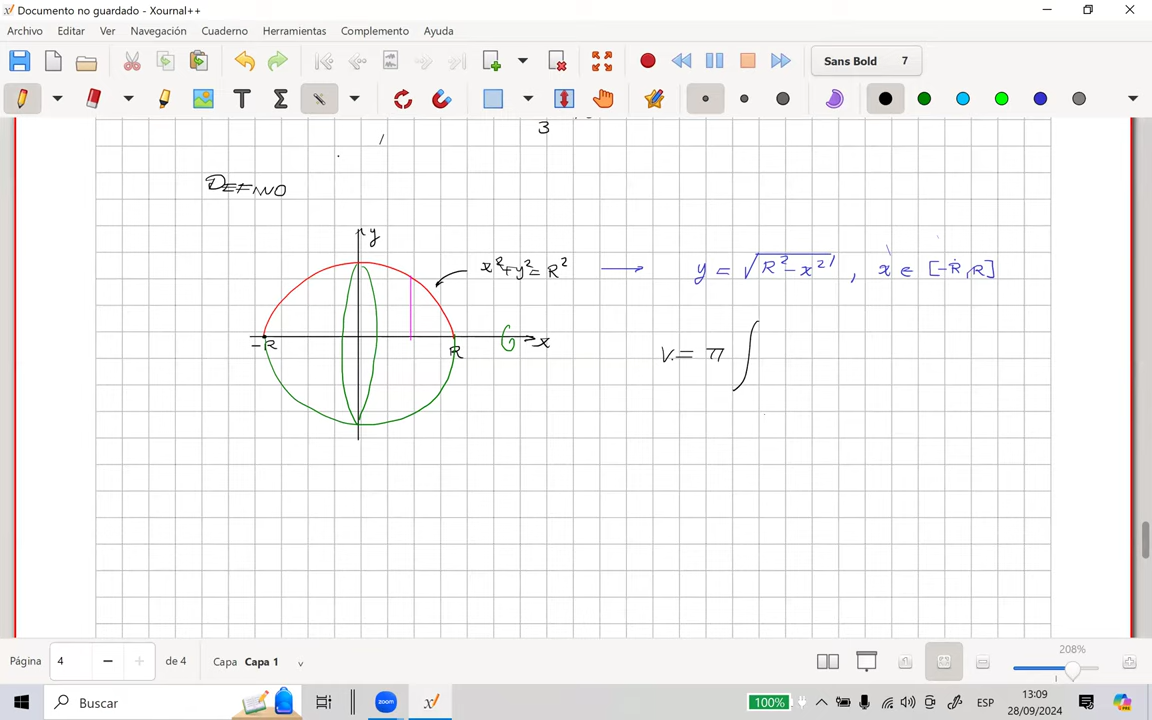 Documento no guardado - Xournal++
Archivo Editar Ver Navegación Cuaderno Herramientas Complemento Ayuda
Sans Bold 7
3
y
x²+y²=R²
y = √R²-x² , x ∈ [-R, R]
-R R x
V = π ∫
Página 4 de 4 Capa Capa 1 208%
Buscar zoom 100% ESP 13:09
28/09/2024